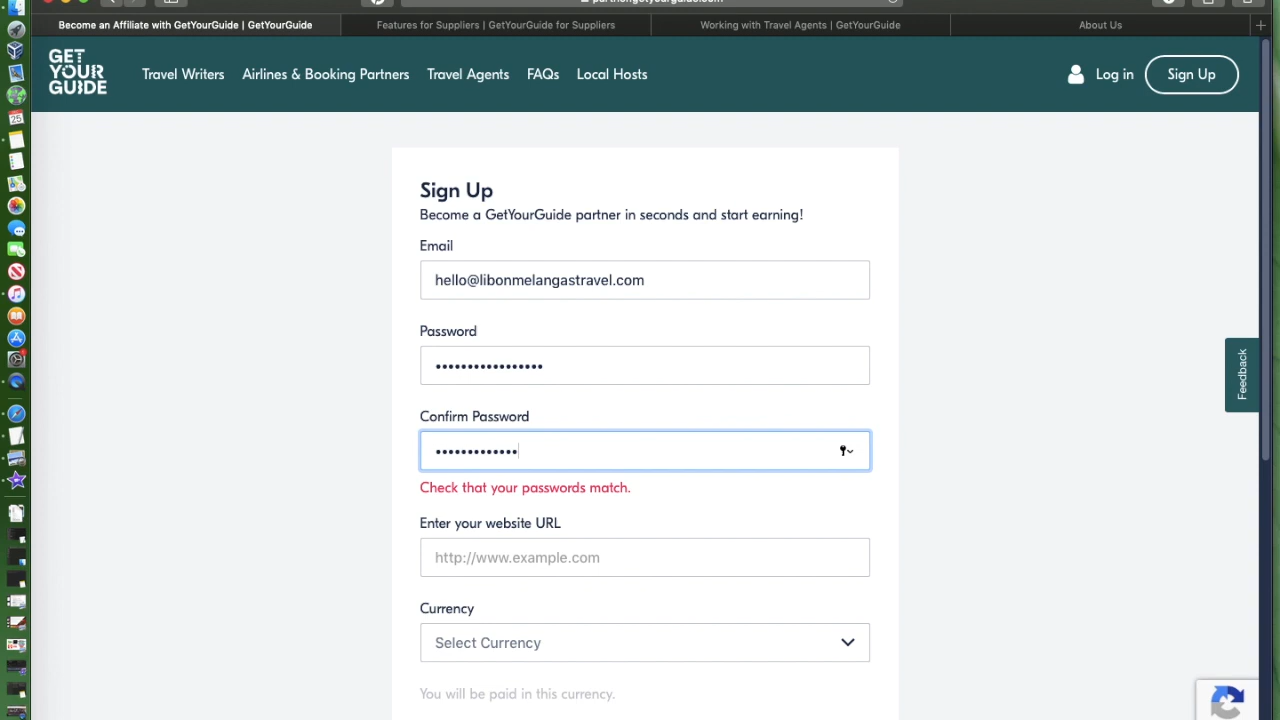 Become an Affiliate with GetYourGuide | GetYourGuide
Features for Suppliers | GetYourGuide for Suppliers
Working with Travel Agents | GetYourGuide
About Us
GET
YOUR
GUIDE
Travel Writers
Airlines & Booking Partners
Travel Agents
FAQs
Local Hosts
Log in
Sign Up
Sign Up
Become a GetYourGuide partner in seconds and start earning!
Email
hello@libonmelangastravel.com
Password
•••••••••••••••••
Confirm Password
•••••••••••••
Check that your passwords match.
Enter your website URL
http://www.example.com
Currency
Select Currency
You will be paid in this currency.
Feedback